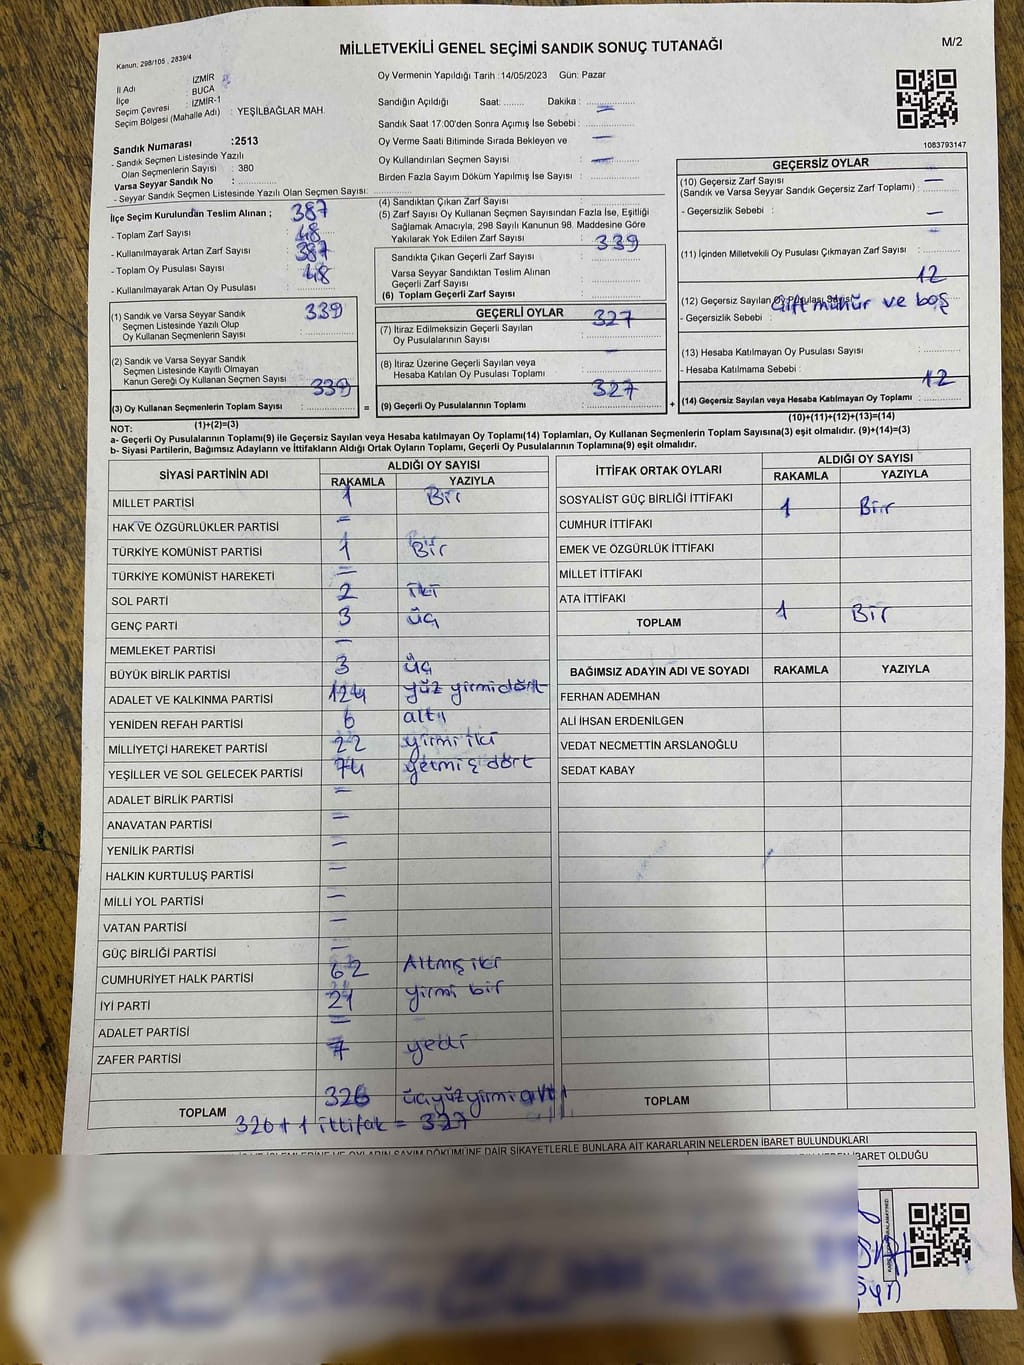 MİLLETVEKİLİ GENEL SEÇİMİ SANDIK SONUÇ TUTANAĞI
M/2
Kanun: 298/105 , 2839/4
İl Adı : İZMİR
İlçe : BUCA
Seçim Çevresi : İZMİR-1
Seçim Bölgesi (Mahalle Adı) : YEŞİLBAĞLAR MAH.
Sandık Numarası :2513
- Sandık Seçmen Listesinde Yazılı
Olan Seçmenlerin Sayısı : 380
Varsa Seyyar Sandık No :
- Seyyar Sandık Seçmen Listesinde Yazılı Olan Seçmen Sayısı:
Oy Vermenin Yapıldığı Tarih :14/05/2023 Gün: Pazar
Sandığın Açıldığı Saat: Dakika :
Sandık Saat 17.00'den Sonra Açımış İse Sebebi :
Oy Verme Saati Bitiminde Sırada Bekleyen ve
Oy Kullandırılan Seçmen Sayısı
Birden Fazla Sayım Döküm Yapılmış İse Sayısı :
1083793147
İlçe Seçim Kurulundan Teslim Alınan ; 387
- Toplam Zarf Sayısı : 48
- Kullanılmayarak Artan Zarf Sayısı : 387
- Toplam Oy Pusulası Sayısı : 48
- Kullanılmayarak Artan Oy Pusulası :
(1) Sandık ve Varsa Seyyar Sandık 339
Seçmen Listesinde Yazılı Olup
Oy Kullanan Seçmenlerin Sayısı
(2) Sandık ve Varsa Seyyar Sandık
Seçmen Listesinde Kayıtlı Olmayan
Kanun Gereği Oy Kullanan Seçmen Sayısı 339
(3) Oy Kullanan Seçmenlerin Toplam Sayısı =
(1)+(2)=(3)
(4) Sandıktan Çıkan Zarf Sayısı :
(5) Zarf Sayısı Oy Kullanan Seçmen Sayısından Fazla İse, Eşitliği
Sağlamak Amacıyla, 298 Sayılı Kanunun 98. Maddesine Göre
Yakılarak Yok Edilen Zarf Sayısı : 339
Sandıkta Çıkan Geçerli Zarf Sayısı :
Varsa Seyyar Sandıktan Teslim Alınan
Geçerli Zarf Sayısı
(6) Toplam Geçerli Zarf Sayısı :
GEÇERLİ OYLAR
(7) İtiraz Edilmeksizin Geçerli Sayılan 327
Oy Pusulalarının Sayısı
(8) İtiraz Üzerine Geçerli Sayılan veya
Hesaba Katılan Oy Pusulası Toplamı
327
(9) Geçerli Oy Pusulalarının Toplamı : +
GEÇERSİZ OYLAR
(10) Geçersiz Zarf Sayısı
(Sandık ve Varsa Seyyar Sandık Geçersiz Zarf Toplamı) :
- Geçersizlik Sebebi :
(11) İçinden Milletvekili Oy Pusulası Çıkmayan Zarf Sayısı :
12
(12) Geçersiz Sayılan Oy Pusulası Sayısı
- Geçersizlik Sebebi : Çift mühür ve boş
(13) Hesaba Katılmayan Oy Pusulası Sayısı
- Hesaba Katılmama Sebebi :
12
(14) Geçersiz Sayılan veya Hesaba Katılmayan Oy Toplamı :
(10)+(11)+(12)+(13)=(14)
NOT:
a- Geçerli Oy Pusulalarının Toplamı(9) ile Geçersiz Sayılan veya Hesaba katılmayan Oy Toplamı(14) Toplamları, Oy Kullanan Seçmenlerin Toplam Sayısına(3) eşit olmalıdır. (9)+(14)=(3)
b- Siyasi Partilerin, Bağımsız Adayların ve İttifakların Aldığı Ortak Oyların Toplamı, Geçerli Oy Pusulalarının Toplamına(9) eşit olmalıdır.
SİYASİ PARTİNİN ADI ALDIĞI OY SAYISI
RAKAMLA YAZIYLA
MİLLET PARTİSİ 1 Bir
HAK VE ÖZGÜRLÜKLER PARTİSİ -
TÜRKİYE KOMÜNİST PARTİSİ 1 Bir
TÜRKİYE KOMÜNİST HAREKETİ -
SOL PARTİ 2 iki
GENÇ PARTİ 3 üç
MEMLEKET PARTİSİ -
BÜYÜK BİRLİK PARTİSİ 3 üç
ADALET VE KALKINMA PARTİSİ 124 yüz yirmidört
YENİDEN REFAH PARTİSİ 6 altı
MİLLİYETÇİ HAREKET PARTİSİ 22 yirmi iki
YEŞİLLER VE SOL GELECEK PARTİSİ 74 yetmiş dört
ADALET BİRLİK PARTİSİ -
ANAVATAN PARTİSİ -
YENİLİK PARTİSİ -
HALKIN KURTULUŞ PARTİSİ -
MİLLİ YOL PARTİSİ -
VATAN PARTİSİ -
GÜÇ BİRLİĞİ PARTİSİ -
CUMHURİYET HALK PARTİSİ 62 Altmış iki
İYİ PARTİ 21 yirmi bir
ADALET PARTİSİ -
ZAFER PARTİSİ 7 yedi
TOPLAM 326 üçyüzyirmi altı
326 + 1 ittifak = 327
İTTİFAK ORTAK OYLARI ALDIĞI OY SAYISI
RAKAMLA YAZIYLA
SOSYALİST GÜÇ BİRLİĞİ İTTİFAKI
CUMHUR İTTİFAKI 1 Bir
EMEK VE ÖZGÜRLÜK İTTİFAKI
MİLLET İTTİFAKI
ATA İTTİFAKI
TOPLAM 1 Bir
BAĞIMSIZ ADAYIN ADI VE SOYADI RAKAMLA YAZIYLA
FERHAN ADEMHAN
ALİ İHSAN ERDENİLGEN
VEDAT NECMETTİN ARSLANOĞLU
SEDAT KABAY
TOPLAM
OYLARIN SAYIM DÖKÜMÜNE DAİR ŞİKAYETLERLE BUNLARA AİT KARARLARIN NELERDEN İBARET BULUNDUKLARI
İBARET OLDUĞU